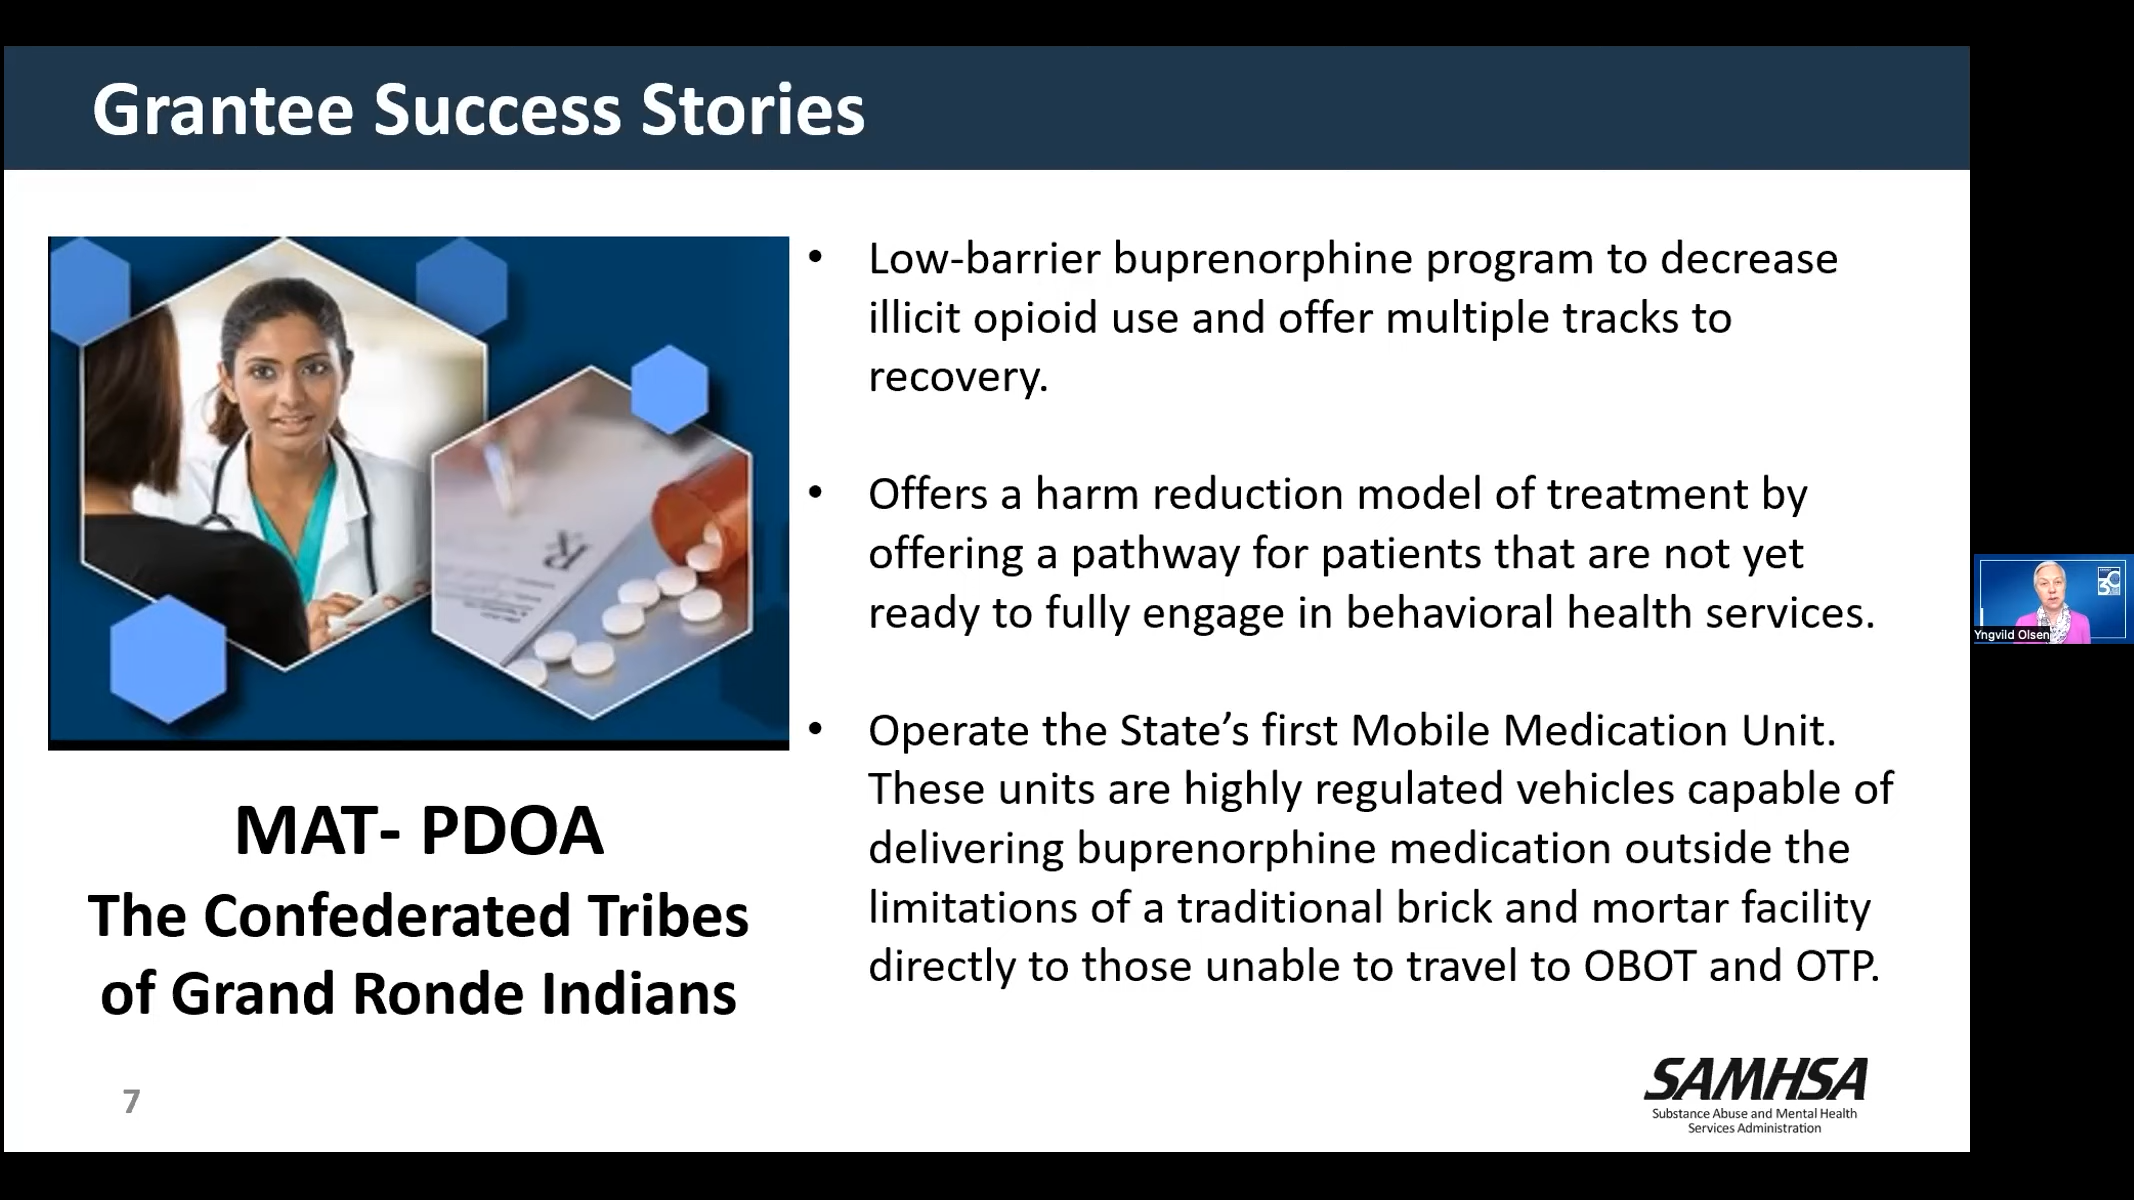 Grantee Success Stories
• Low-barrier buprenorphine program to decrease
illicit opioid use and offer multiple tracks to
recovery.
• Offers a harm reduction model of treatment by
offering a pathway for patients that are not yet
ready to fully engage in behavioral health services.
• Operate the State’s first Mobile Medication Unit.
These units are highly regulated vehicles capable of
delivering buprenorphine medication outside the
limitations of a traditional brick and mortar facility
directly to those unable to travel to OBOT and OTP.
MAT- PDOA
The Confederated Tribes
of Grand Ronde Indians
7
SAMHSA
Substance Abuse and Mental Health
Services Administration
Yngvild Olsen